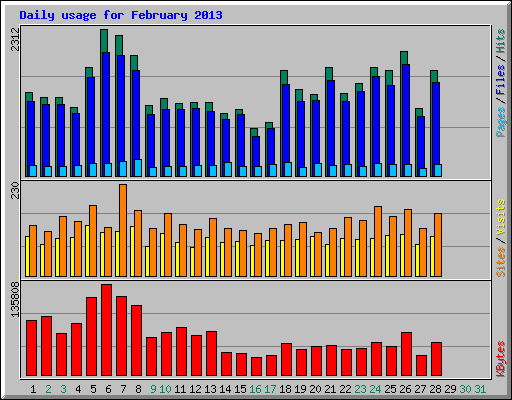 Daily usage for February 2013
2312
Pages / Files / Hits
230
Sites / Visits
135808
KBytes
1 2 3 4 5 6 7 8 9 10 11 12 13 14 15 16 17 18 19 20 21 22 23 24 25 26 27 28 29 30 31